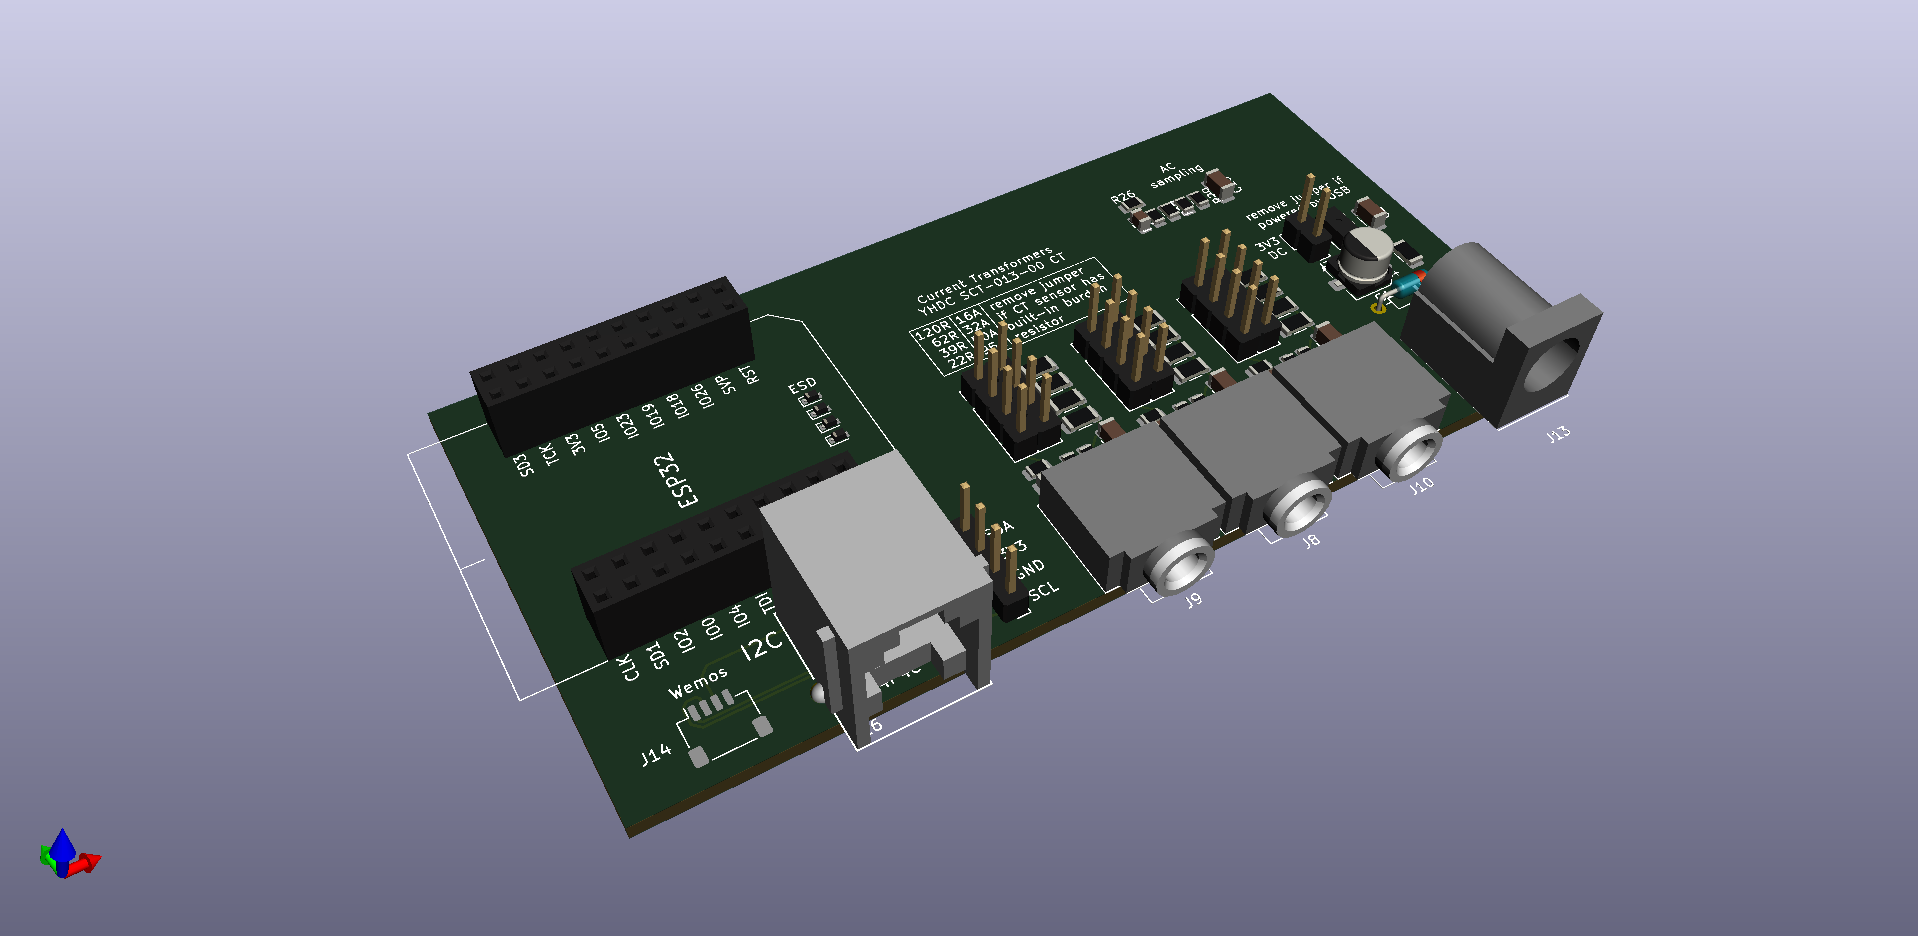 AC
sampling
R26
remove jumper if
powered by USB
3V3
DC
Current Transformers
YHDC SCT-013-00 CT
120R 16A remove jumper
62R 32A if CT sensor has
39R built-in burden
22R resistor
ESD
SD3
TCK
3V3
IO5
IO23
IO19
IO18
IO26
SVP
RST
ESP32
CLK
SD1
IO2
IO0
IO4
TDI
I2C
Wemos
J14
GND
SCL
J9
J8
J10
J13